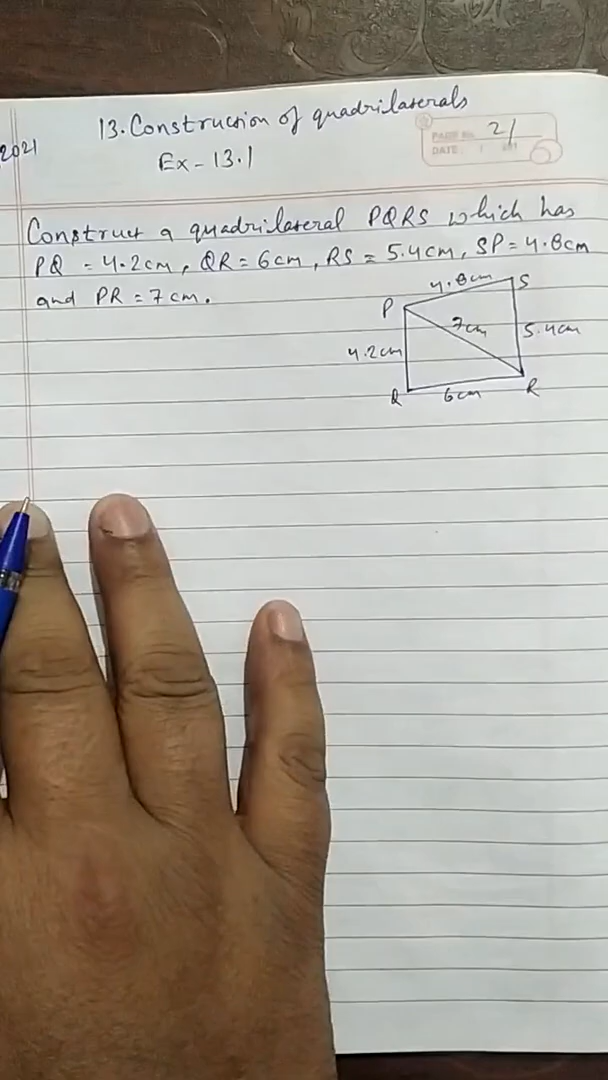 2021
13. Construction of quadrilaterals
Ex - 13.1
PAGE No. 21
DATE:
Construct a quadrilateral PQRS which has
PQ = 4.2cm, QR = 6cm, RS = 5.4cm, SP = 4.8cm
and PR = 7cm.
4.8cm S
P
7cm
5.4cm
4.2cm
Q 6cm R